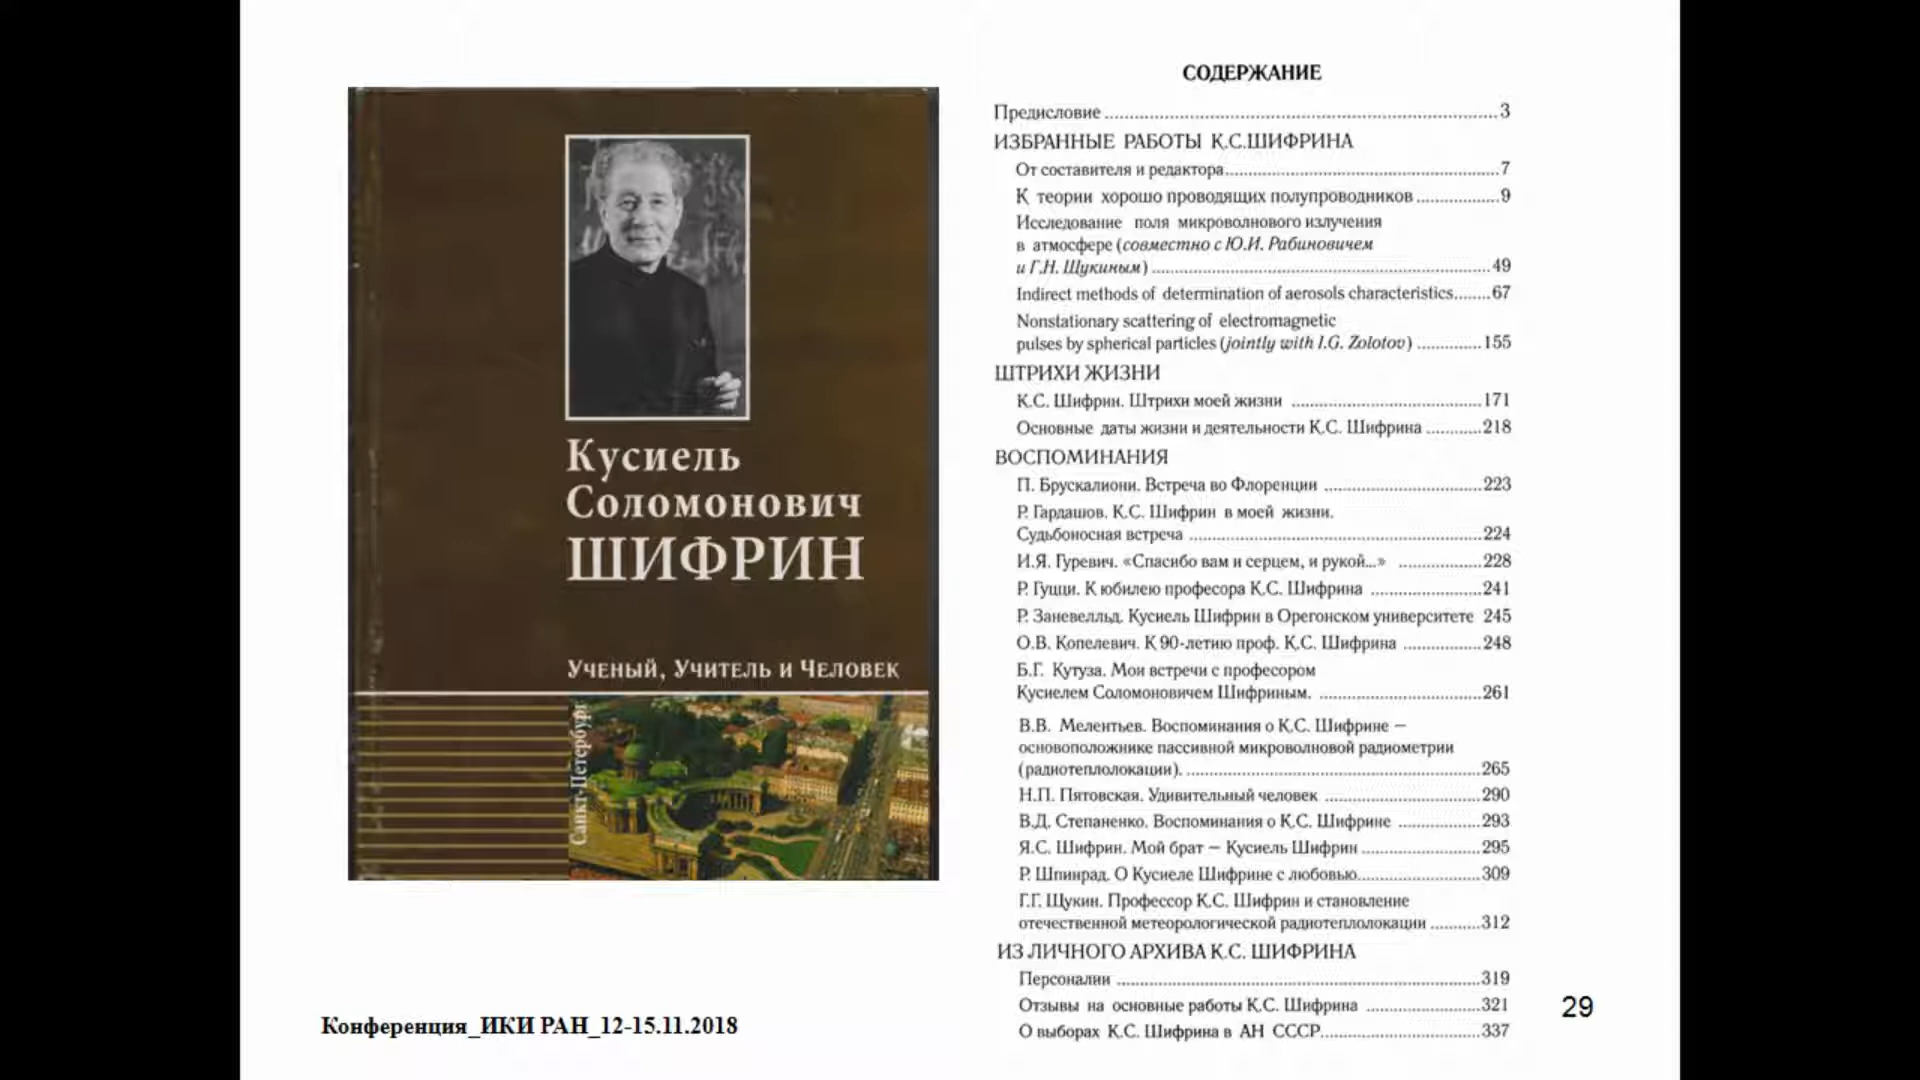 Кусиель
Соломонович
ШИФРИН
Ученый, Учитель и Человек
Санкт-Петербург
СОДЕРЖАНИЕ
Предисловие ........ 3
ИЗБРАННЫЕ РАБОТЫ К.С.ШИФРИНА
От составителя и редактора........ 7
К теории хорошо проводящих полупроводников ........ 9
Исследование поля микроволнового излучения
в атмосфере (совместно с Ю.И. Рабиновичем
и Г.Н. Щукиным) ........ 49
Indirect methods of determination of aerosols characteristics........ 67
Nonstationary scattering of electromagnetic
pulses by spherical particles (jointly with I.G. Zolotov) ........ 155
ШТРИХИ ЖИЗНИ
К.С. Шифрин. Штрихи моей жизни ........ 171
Основные даты жизни и деятельности К.С. Шифрина ........ 218
ВОСПОМИНАНИЯ
П. Брускалиони. Встреча во Флоренции ........ 223
Р. Гардашов. К.С. Шифрин в моей жизни.
Судьбоносная встреча ........ 224
И.Я. Гуревич. «Спасибо вам и серцем, и рукой...» ........ 228
Р. Гуцци. К юбилею професора К.С. Шифрина ........ 241
Р. Заневелльд. Кусиель Шифрин в Орегонском университете 245
О.В. Копелевич. К 90-летию проф. К.С. Шифрина ........ 248
Б.Г. Кутуза. Мои встречи с професором
Кусиелем Соломоновичем Шифриным. ........ 261
В.В. Мелентьев. Воспоминания о К.С. Шифрине –
основоположнике пассивной микроволновой радиометрии
(радиотеплолокации). ........ 265
Н.П. Пятовская. Удивительный человек ........ 290
В.Д. Степаненко. Воспоминания о К.С. Шифрине ........ 293
Я.С. Шифрин. Мой брат – Кусиель Шифрин ........ 295
Р. Шпинрад. О Кусиеле Шифрине с любовью........ 309
Г.Г. Щукин. Профессор К.С. Шифрин и становление
отечественной метеорологической радиотеплолокации ........ 312
ИЗ ЛИЧНОГО АРХИВА К.С. ШИФРИНА
Персоналии ........ 319
Отзывы на основные работы К.С. Шифрина ........ 321
О выборах К.С. Шифрина в АН СССР........ 337
Конференция_ИКИ РАН_12-15.11.2018
29